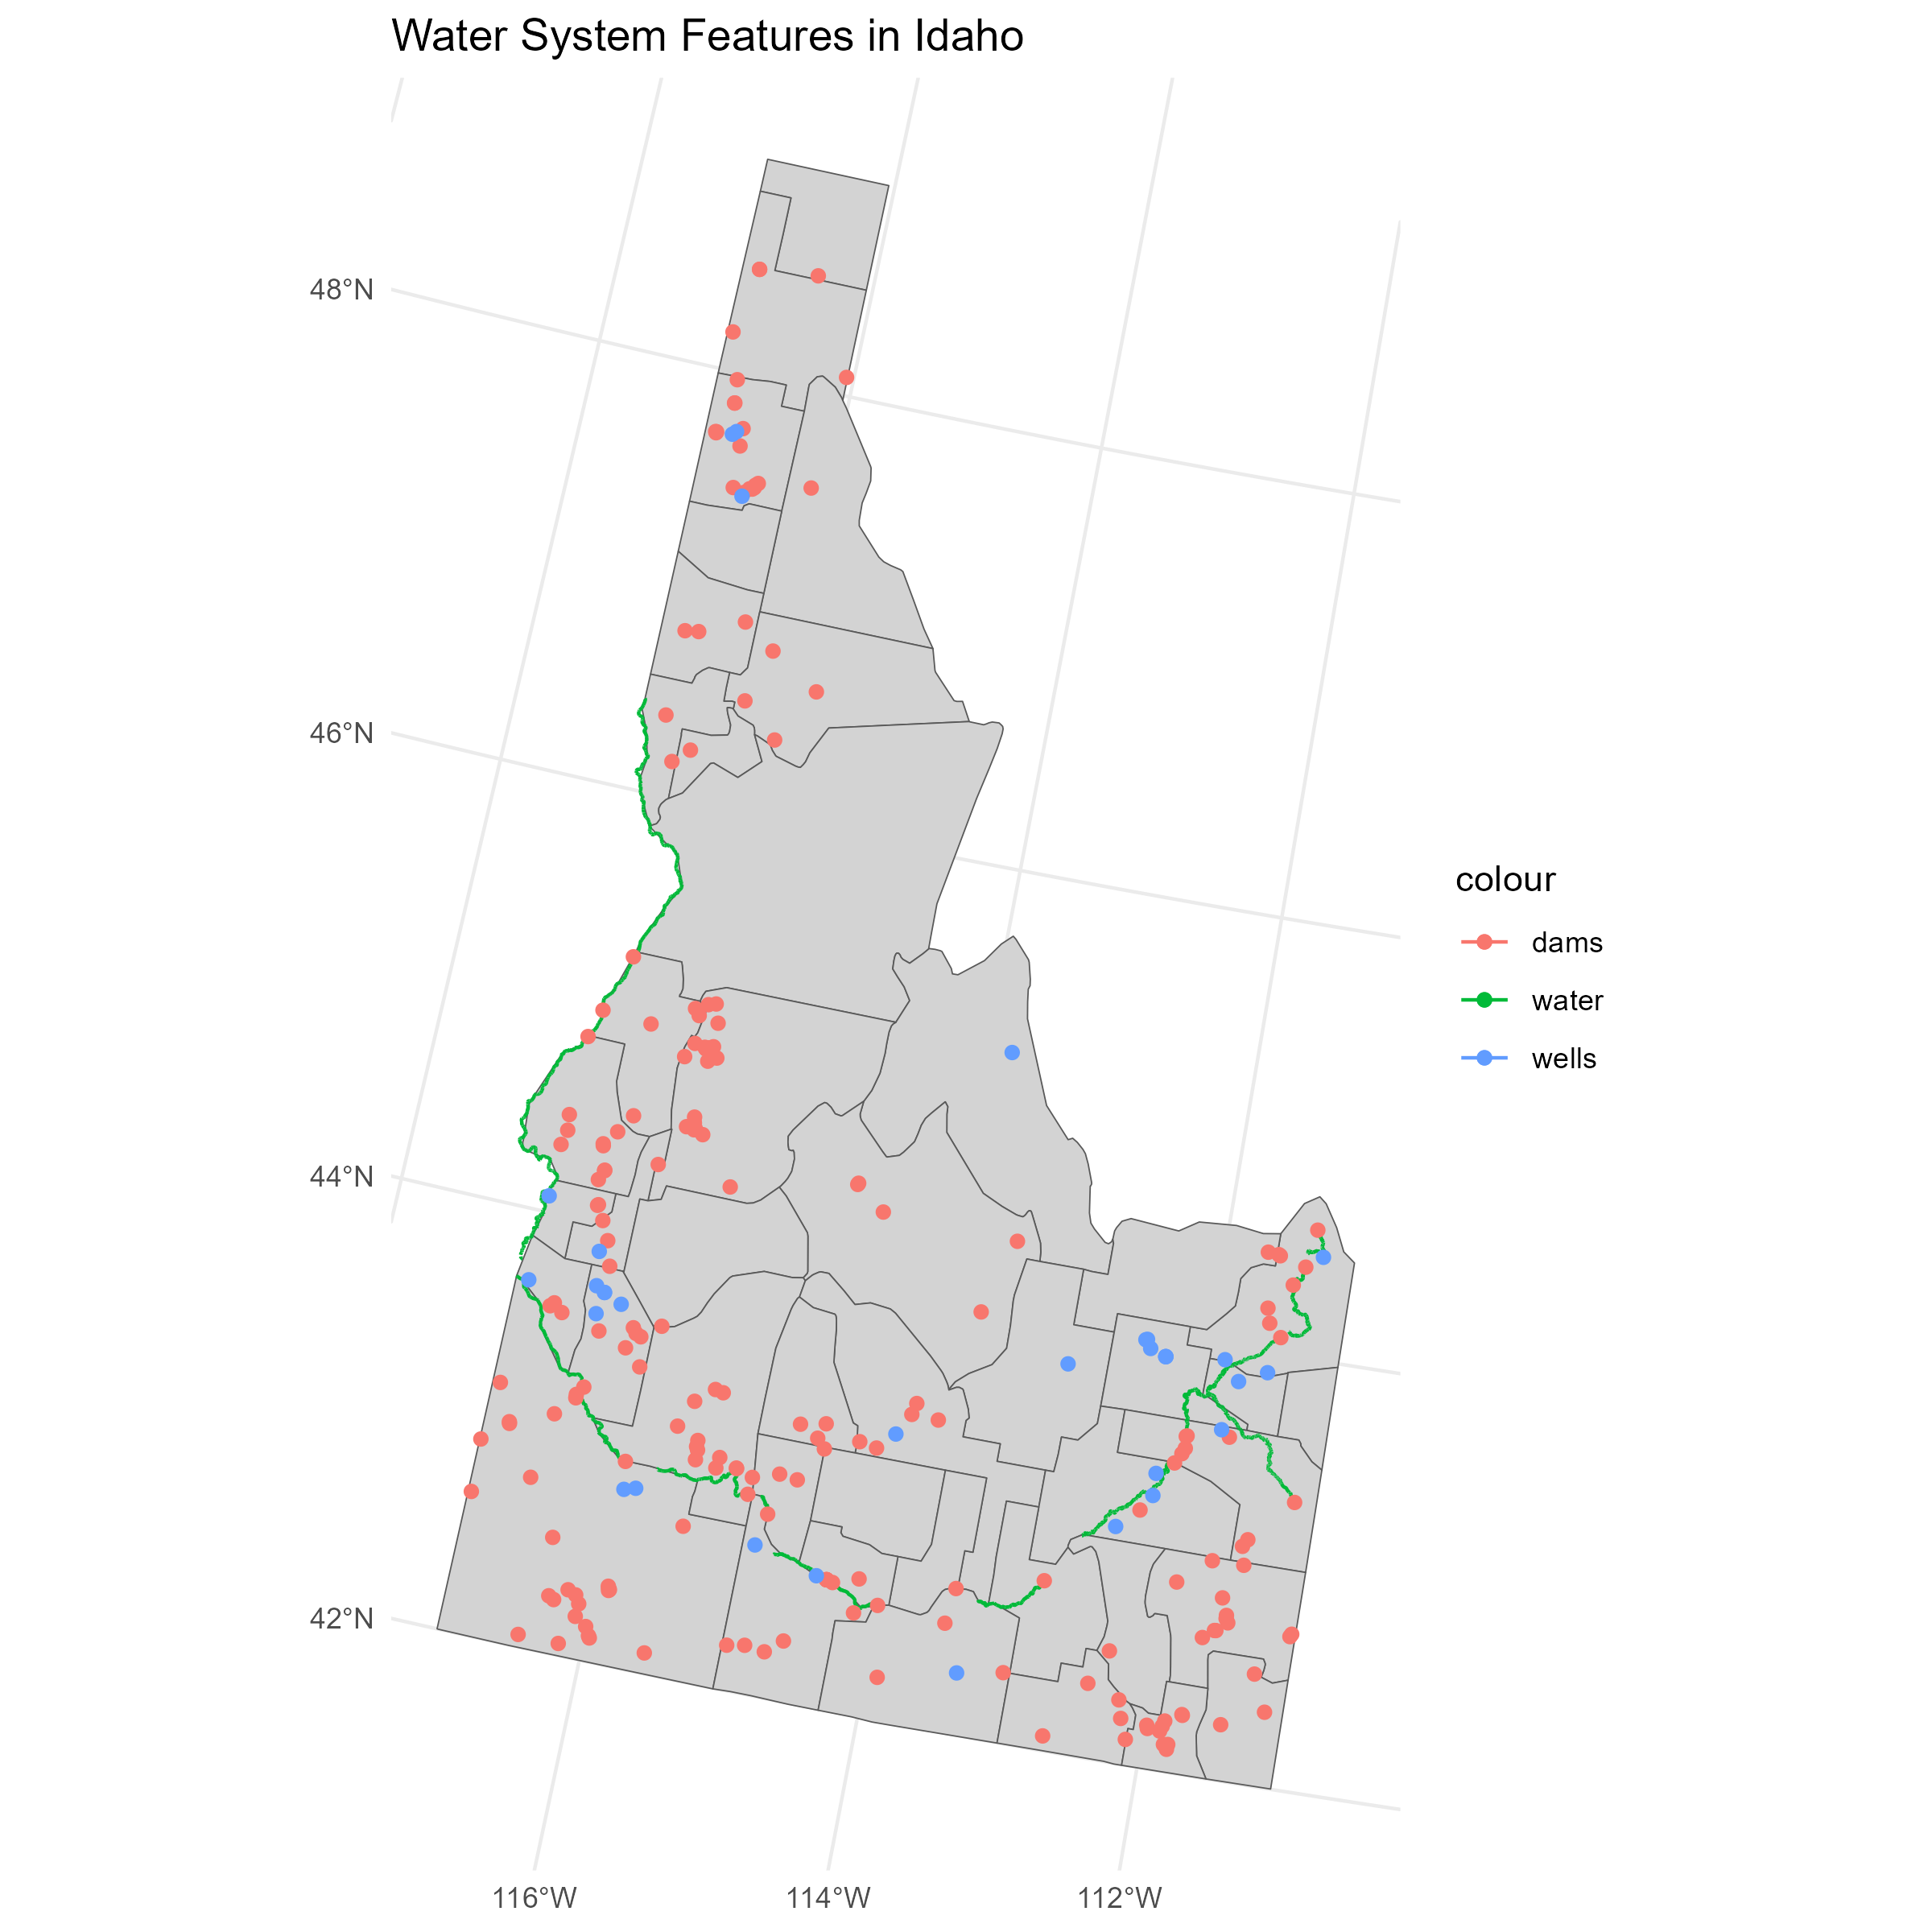 Water System Features in Idaho
48°N
46°N
44°N
42°N
116°W
114°W
112°W
colour
dams
water
wells